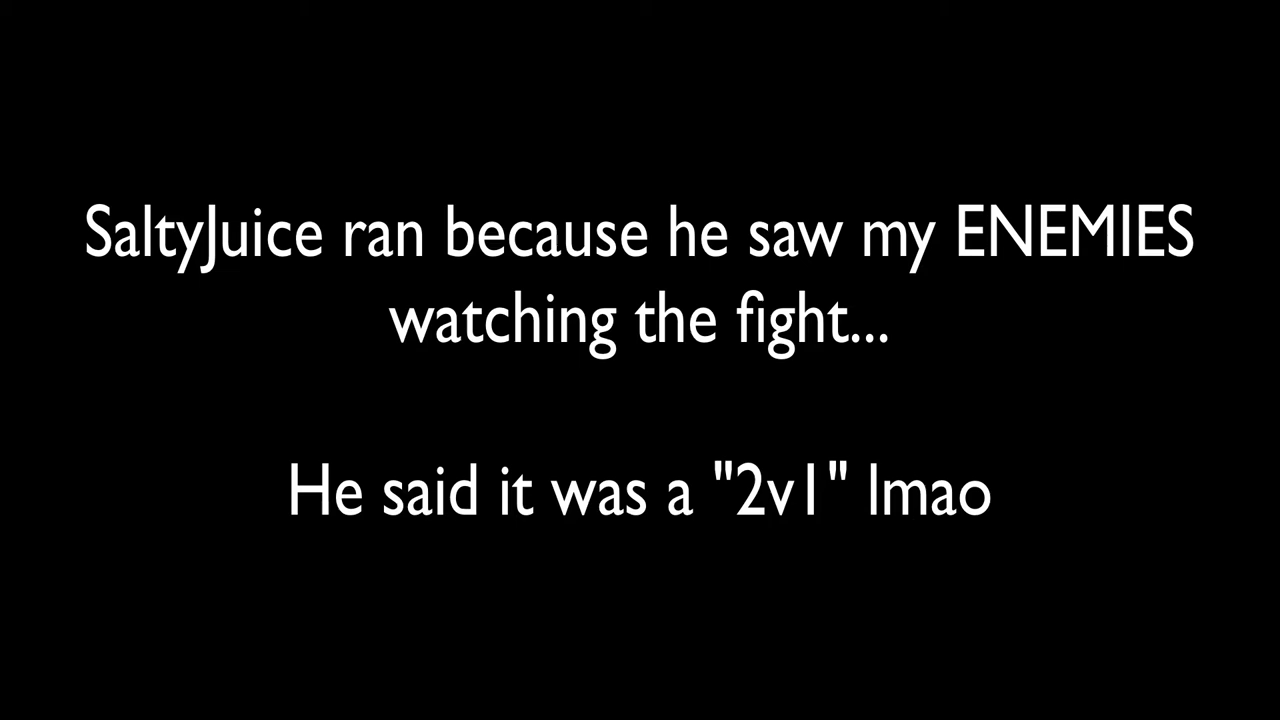 SaltyJuice ran because he saw my ENEMIES
watching the fight...
He said it was a "2v1" lmao